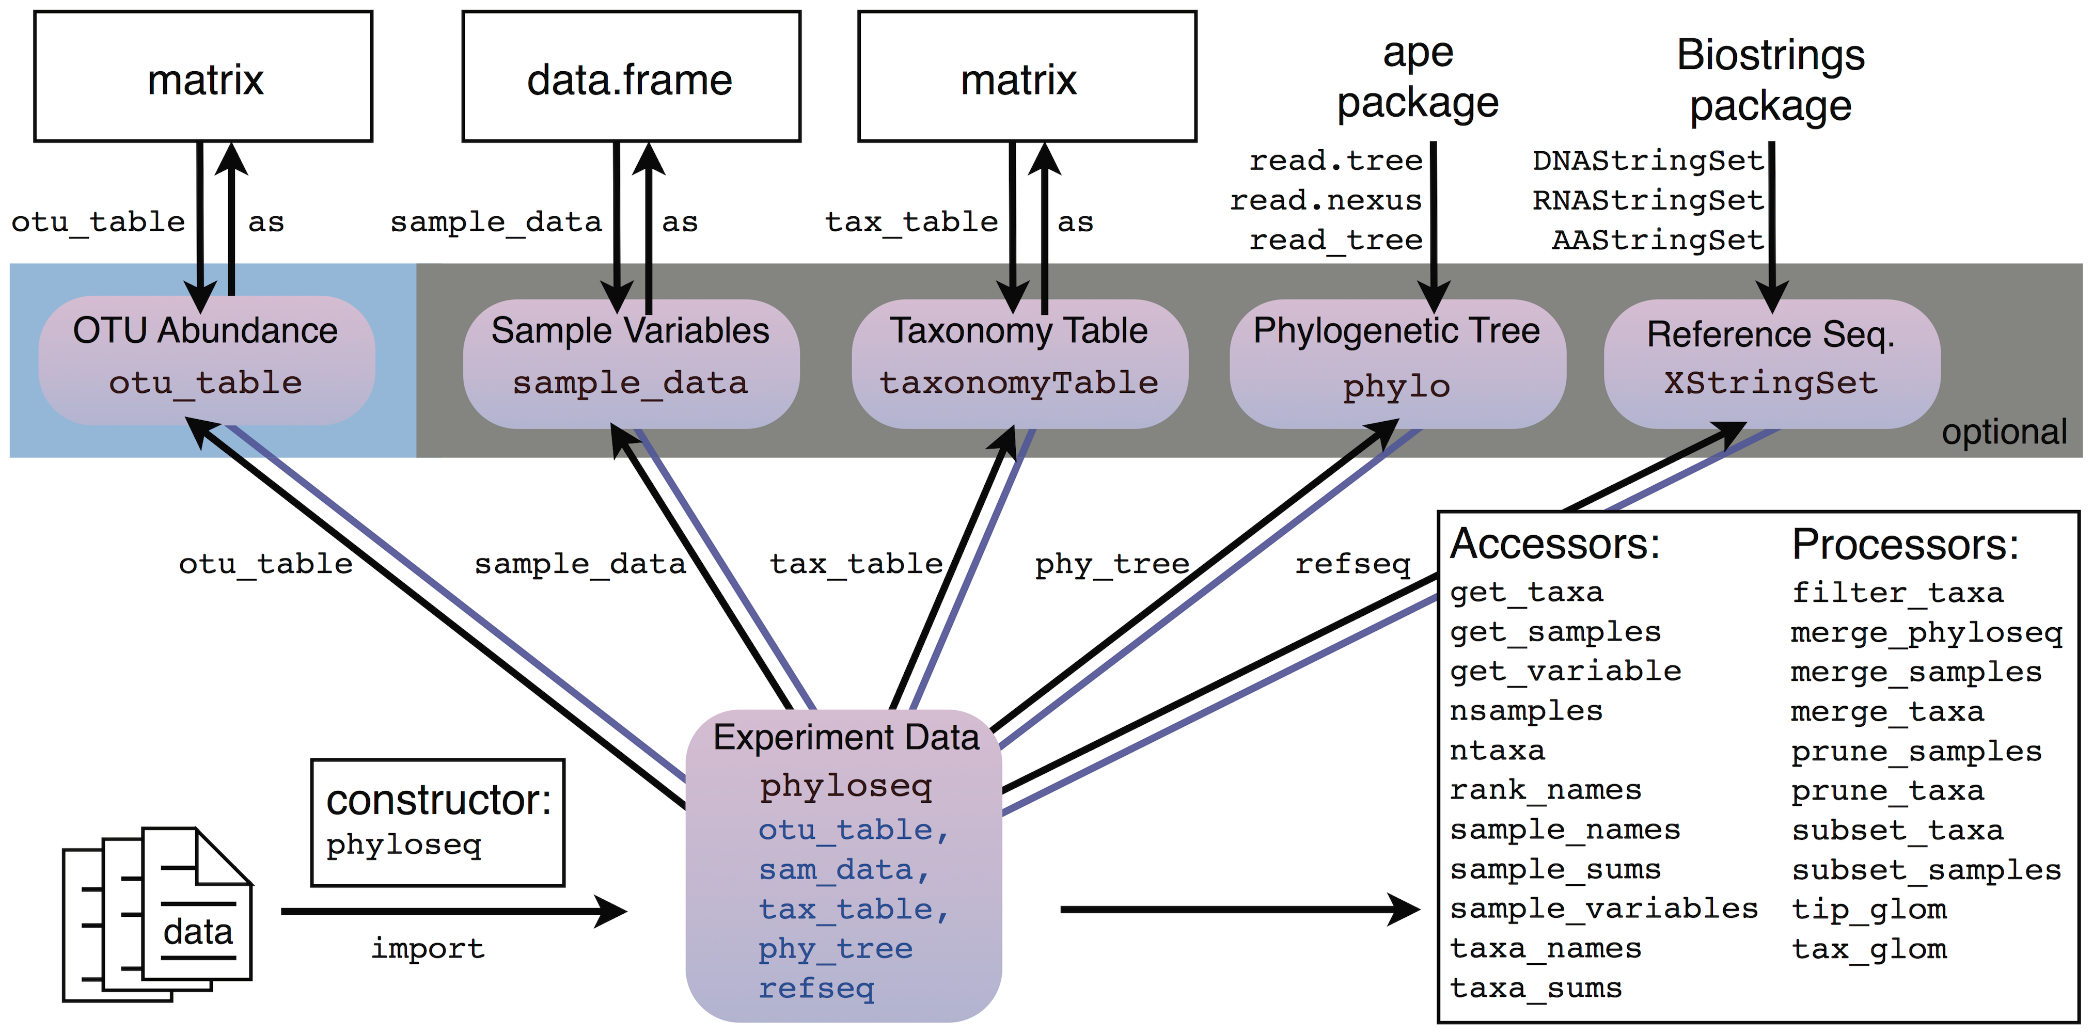 matrix
data.frame
matrix
ape
package
Biostrings
package
otu_table
as
sample_data
as
tax_table
as
read.tree
read.nexus
read_tree
DNAStringSet
RNAStringSet
AAStringSet
OTU Abundance
otu_table
Sample Variables
sample_data
Taxonomy Table
taxonomyTable
Phylogenetic Tree
phylo
Reference Seq.
XStringSet
optional
otu_table
sample_data
tax_table
phy_tree
refseq
Experiment Data
phyloseq
otu_table,
sam_data,
tax_table,
phy_tree
refseq
constructor:
phyloseq
data
import
Accessors:
get_taxa
get_samples
get_variable
nsamples
ntaxa
rank_names
sample_names
sample_sums
sample_variables
taxa_names
taxa_sums
Processors:
filter_taxa
merge_phyloseq
merge_samples
merge_taxa
prune_samples
prune_taxa
subset_taxa
subset_samples
tip_glom
tax_glom